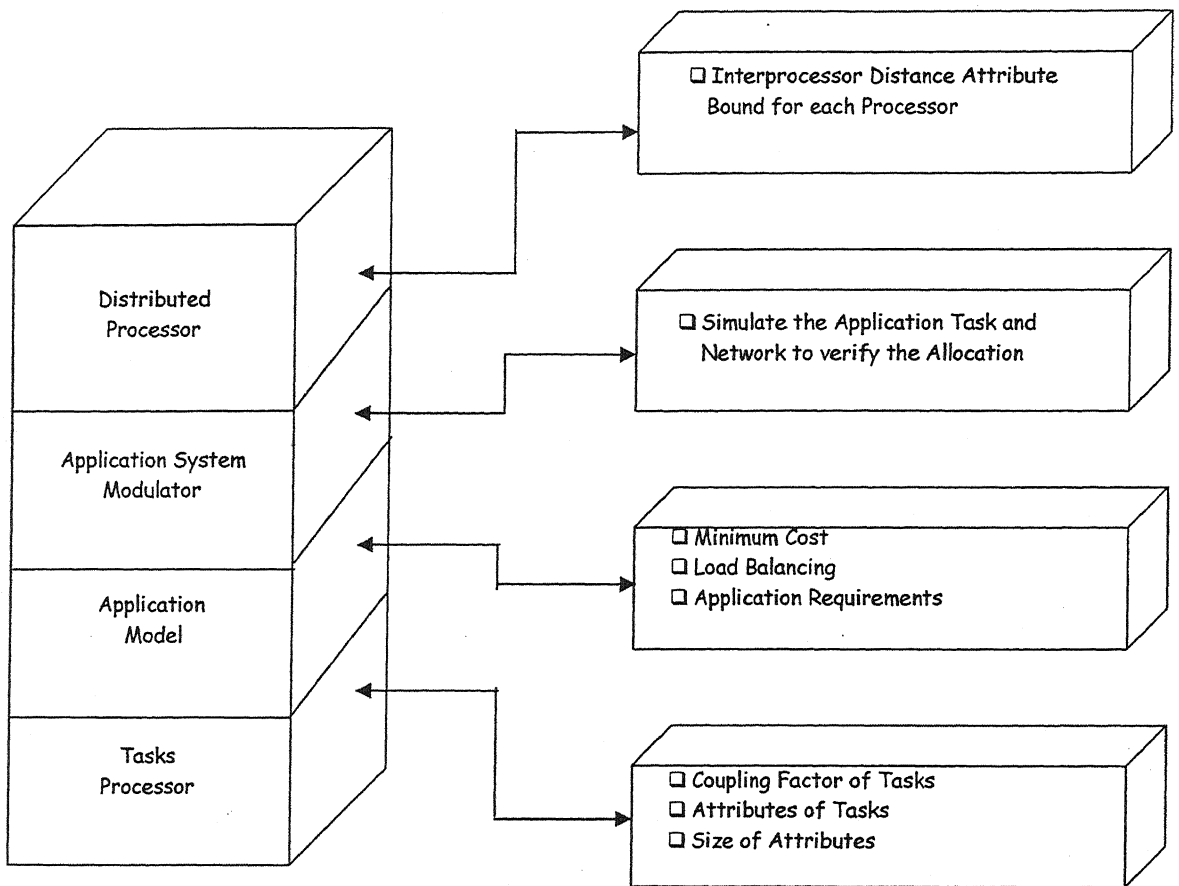 Distributed
Processor
Application System
Modulator
Application
Model
Tasks
Processor
❑ Interprocessor Distance Attribute
Bound for each Processor
❑ Simulate the Application Task and
Network to verify the Allocation
❑ Minimum Cost
❑ Load Balancing
❑ Application Requirements
❑ Coupling Factor of Tasks
❑ Attributes of Tasks
❑ Size of Attributes